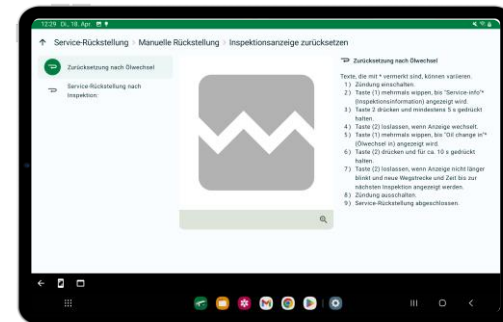 12:29 Di., 18. Apr.
Service-Rückstellung › Manuelle Rückstellung › Inspektionsanzeige zurücksetzen
Zurücksetzung nach Ölwechsel
Service-Rückstellung nach
Inspektion
Zurücksetzung nach Ölwechsel
Texte, die mit * vermerkt sind, können variieren.
1) Zündung einschalten.
2) Taste (1) mehrmals wippen, bis "Service-info"*
(Inspektionsinformation) angezeigt wird.
3) Taste 2 drücken und mindestens 5 s gedrückt
halten.
4) Taste (2) loslassen, wenn Anzeige wechselt.
5) Taste (1) mehrmals wippen, bis "Oil change in"*
(Ölwechsel in) angezeigt wird.
6) Taste (2) drücken und für ca. 10 s gedrückt
halten.
7) Taste (2) loslassen, wenn Anzeige nicht länger
blinkt und neue Wegstrecke und Zeit bis zur
nächsten Inspektion angezeigt werden.
8) Zündung ausschalten.
9) Service-Rückstellung abgeschlossen.